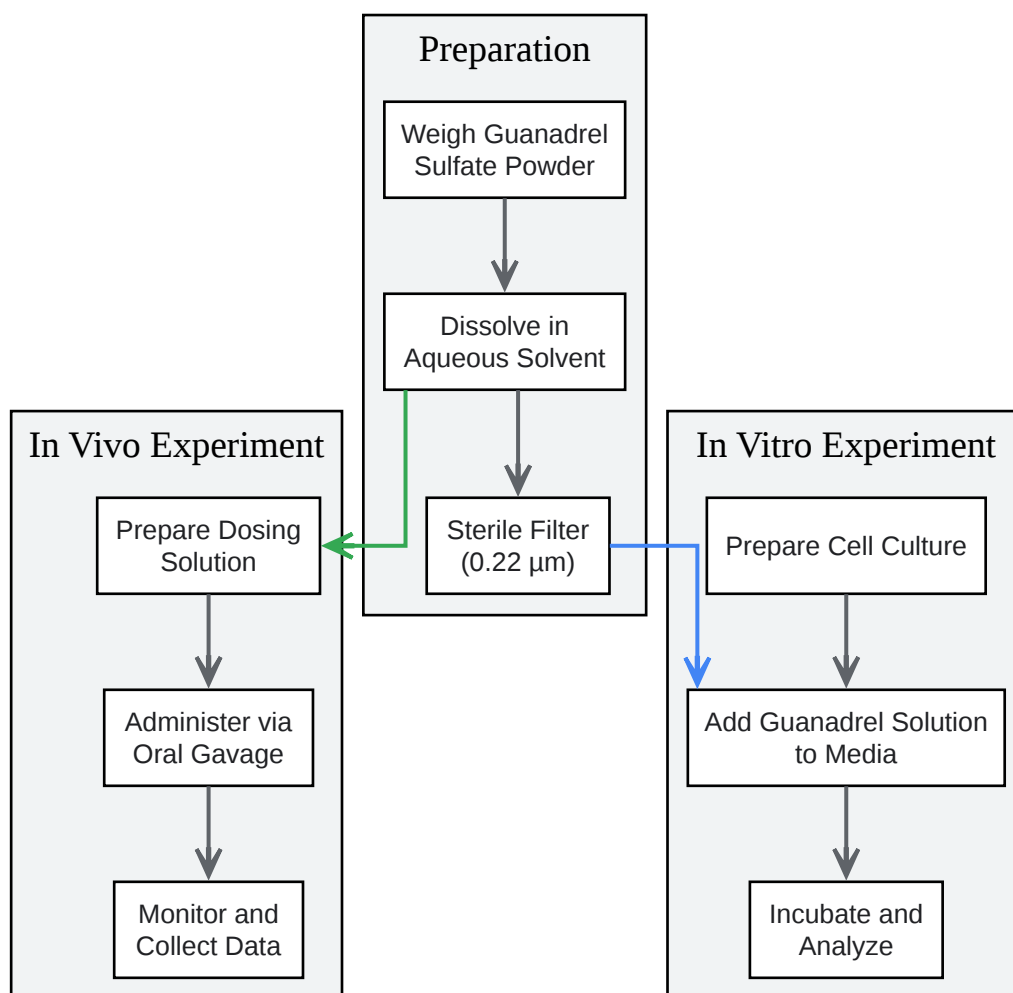 Preparation
Weigh Guanadrel
Sulfate Powder
Dissolve in
Aqueous Solvent
Sterile Filter
(0.22 µm)
In Vivo Experiment
Prepare Dosing
Solution
Administer via
Oral Gavage
Monitor and
Collect Data
In Vitro Experiment
Prepare Cell Culture
Add Guanadrel Solution
to Media
Incubate and
Analyze